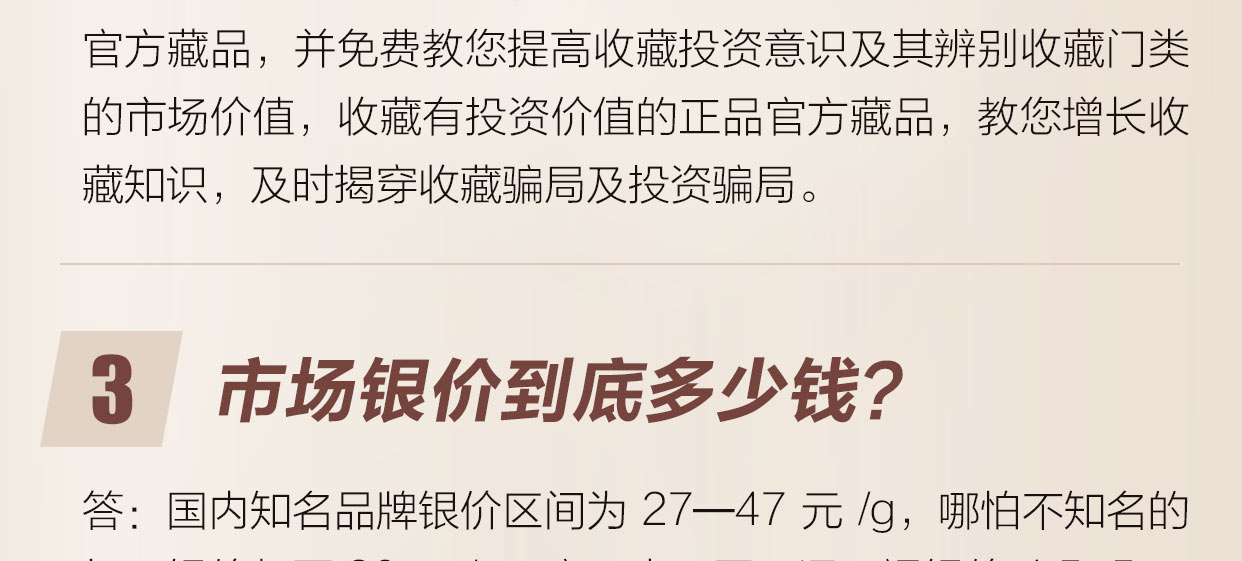 官方藏品，并免费教您提高收藏投资意识及其辨别收藏门类
的市场价值，收藏有投资价值的正品官方藏品，教您增长收
藏知识，及时揭穿收藏骗局及投资骗局。
3 市场银价到底多少钱?
答：国内知名品牌银价区间为 27—47 元 /g，哪怕不知名的